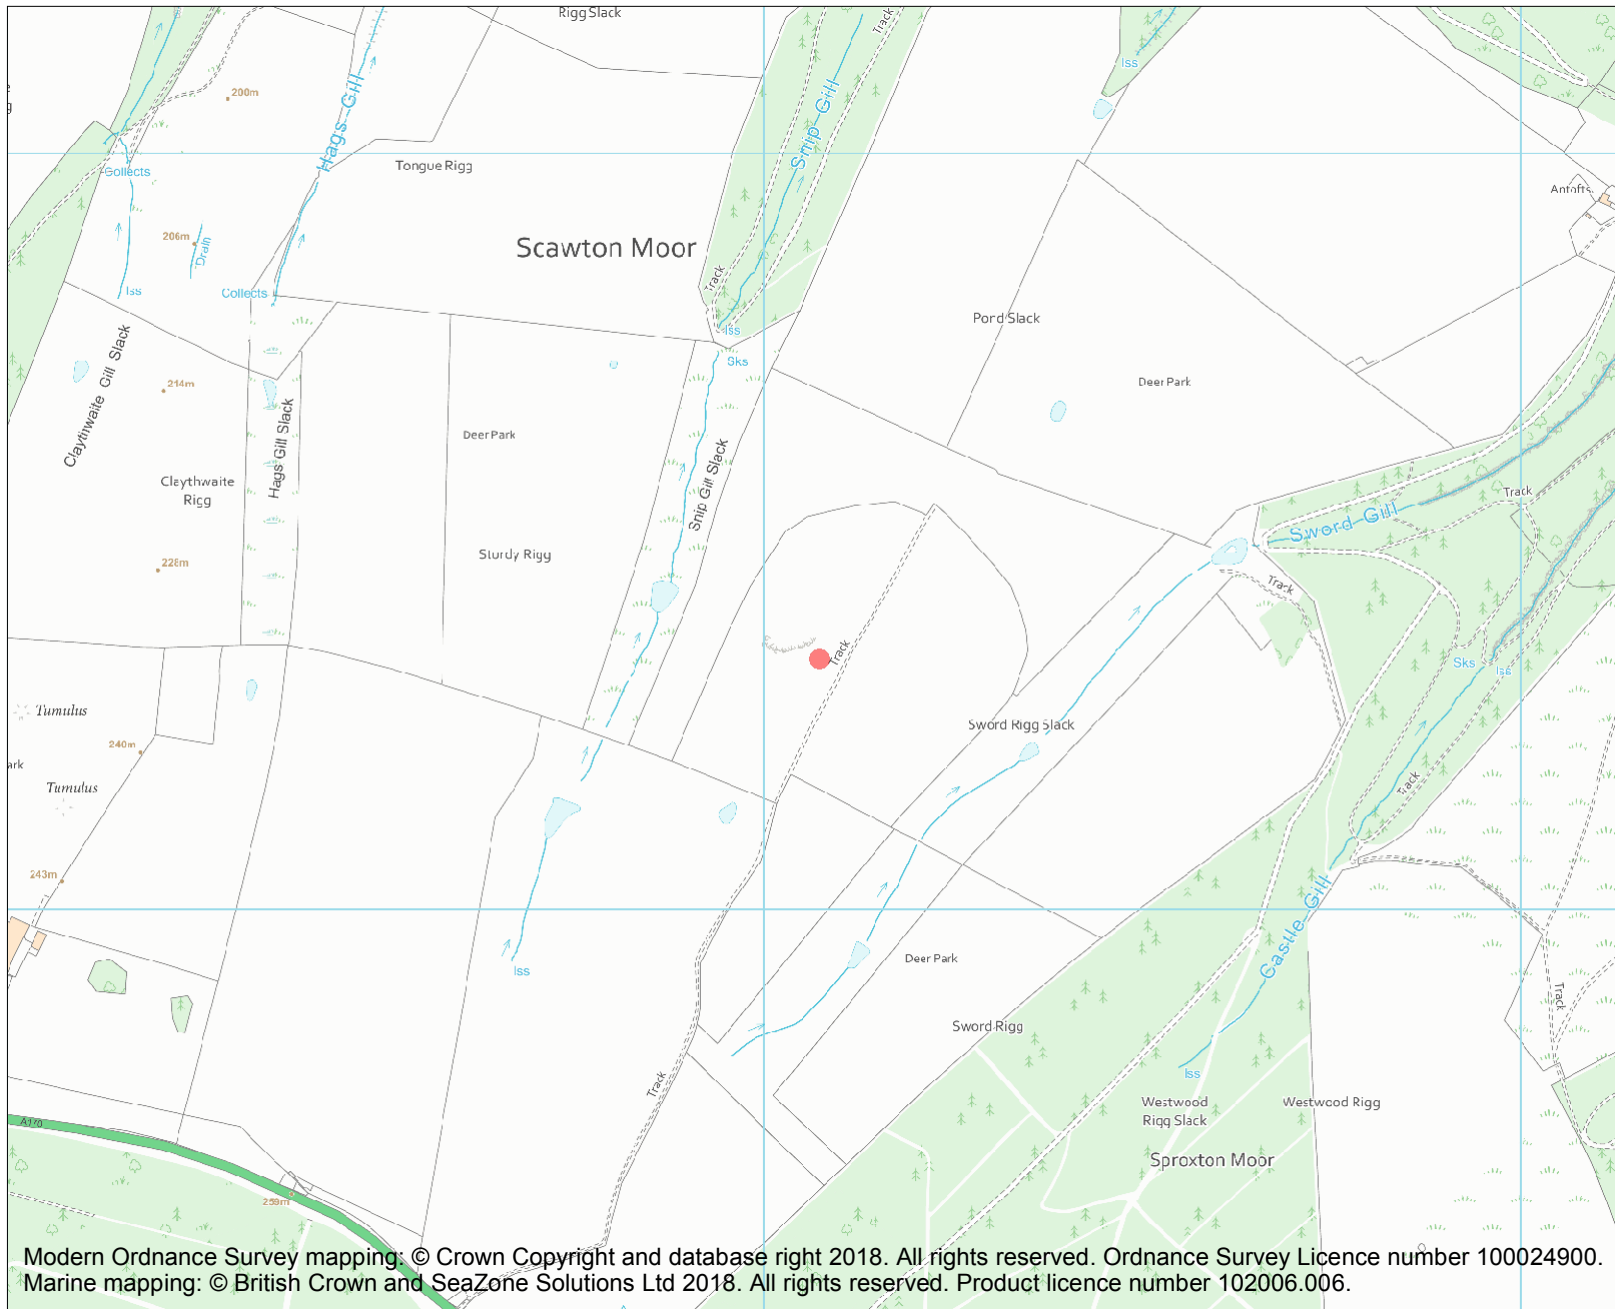 Rigg Slack
Track
Iss
200m
Hags Gill
Snip Gill
Collects
Tongue Rigg
Antofts
206m
Drain
Scawton Moor
Track
Iss
Collects
Pond Slack
Iss
Sks
Claythwaite Gill Slack
214m
Deer Park
Hags Gill Slack
Deer Park
Snip Gill Slack
Claythwaite
Rigg
Track
Sword Gill
Sturdy Rigg
228m
Track
Track
Sks
Iss
Tumulus
Sword Rigg Slack
240m
ark
Tumulus
Track
243m
Castle Gill
Deer Park
Iss
Track
Sword Rigg
Iss
Track
Westwood
Rigg Slack
Westwood Rigg
A170
Sproxton Moor
259m
Modern Ordnance Survey mapping: © Crown Copyright and database right 2018. All rights reserved. Ordnance Survey Licence number 100024900.
Marine mapping: © British Crown and SeaZone Solutions Ltd 2018. All rights reserved. Product licence number 102006.006.